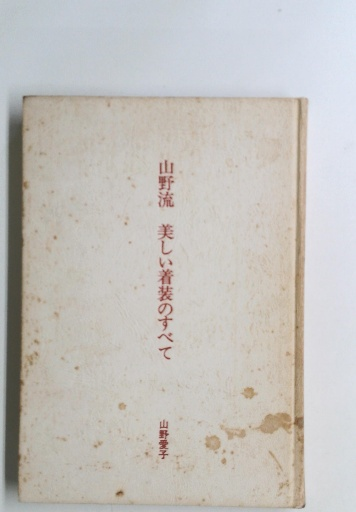 山野流　美しい着装のすべて
山野愛子